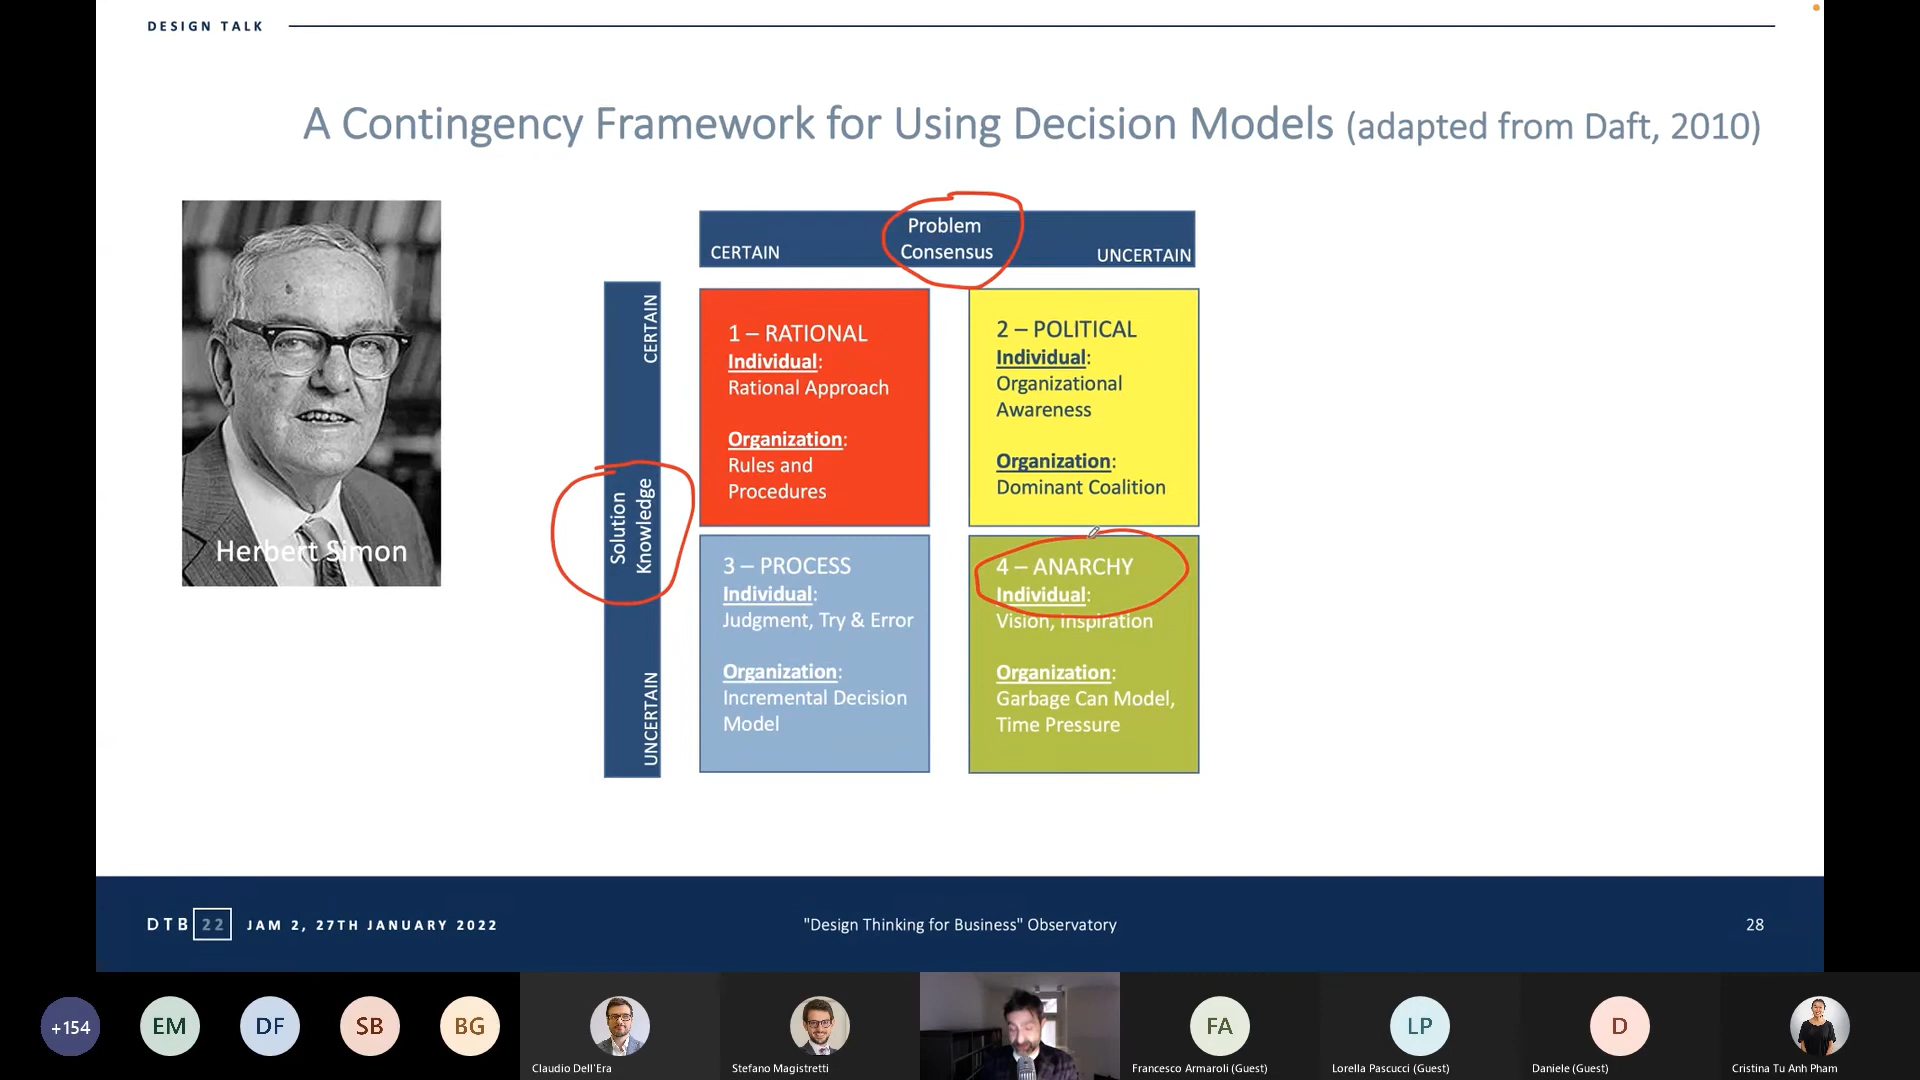 DESIGN TALK
A Contingency Framework for Using Decision Models (adapted from Daft, 2010)
Herbert Simon
Problem
Consensus
CERTAIN
UNCERTAIN
CERTAIN
Solution
Knowledge
UNCERTAIN
1 – RATIONAL
Individual:
Rational Approach
Organization:
Rules and
Procedures
2 – POLITICAL
Individual:
Organizational
Awareness
Organization:
Dominant Coalition
3 – PROCESS
Individual:
Judgment, Try & Error
Organization:
Incremental Decision
Model
4 – ANARCHY
Individual:
Vision, Inspiration
Organization:
Garbage Can Model,
Time Pressure
DTB 22 JAM 2, 27TH JANUARY 2022
"Design Thinking for Business" Observatory
28
+154
EM
DF
SB
BG
Claudio Dell'Era
Stefano Magistretti
FA
Francesco Armaroli (Guest)
LP
Lorella Pascucci (Guest)
D
Daniele (Guest)
Cristina Tu Anh Pham